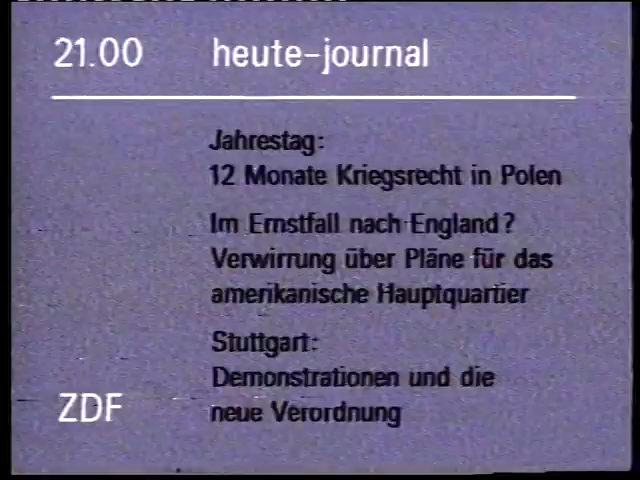 21.00 heute-journal
Jahrestag:
12 Monate Kriegsrecht in Polen
Im Ernstfall nach England?
Verwirrung über Pläne für das
amerikanische Hauptquartier
Stuttgart:
Demonstrationen und die
neue Verordnung
ZDF